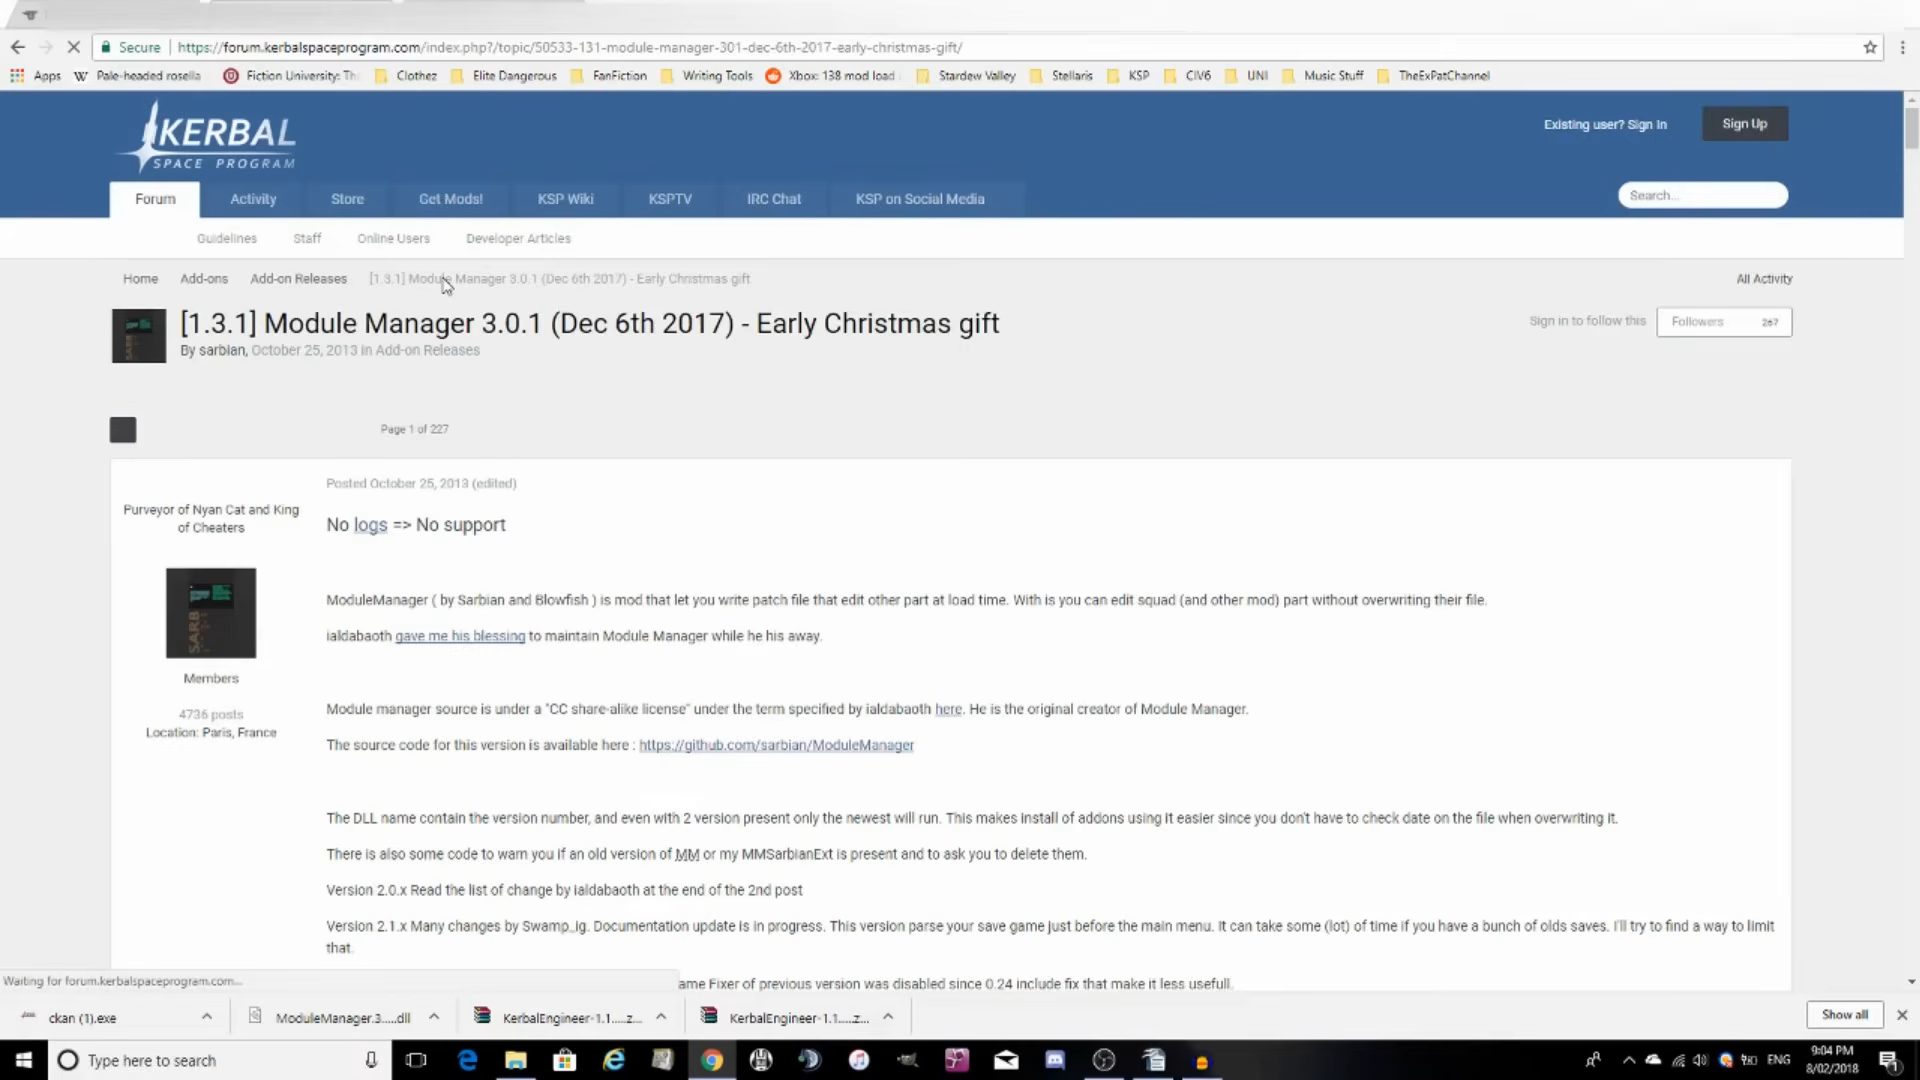 Secure https://forum.kerbalspaceprogram.com/index.php?/topic/50533-131-module-manager-301-dec-6th-2017-early-christmas-gift/
Apps Pale-headed rosella Fiction University: Th Clothez Elite Dangerous FanFiction Writing Tools Xbox: 138 mod load Stardew Valley Stellaris KSP CIV6 UNI Music Stuff TheExPatChannel
KERBAL
SPACE PROGRAM
Existing user? Sign In Sign Up
Forum Activity Store Get Mods! KSP Wiki KSPTV IRC Chat KSP on Social Media Search...
Guidelines Staff Online Users Developer Articles
Home Add-ons Add-on Releases [1.3.1] Module Manager 3.0.1 (Dec 6th 2017) - Early Christmas gift All Activity
[1.3.1] Module Manager 3.0.1 (Dec 6th 2017) - Early Christmas gift
Sign in to follow this Followers 267
By sarbian, October 25, 2013 in Add-on Releases
Page 1 of 227
Posted October 25, 2013 (edited)
Purveyor of Nyan Cat and King
of Cheaters
No logs => No support
SARB
Members
4736 posts
Location: Paris, France
ModuleManager ( by Sarbian and Blowfish ) is mod that let you write patch file that edit other part at load time. With is you can edit squad (and other mod) part without overwriting their file.
ialdabaoth gave me his blessing to maintain Module Manager while he his away.
Module manager source is under a "CC share-alike license" under the term specified by ialdabaoth here. He is the original creator of Module Manager.
The source code for this version is available here : https://github.com/sarbian/ModuleManager
The DLL name contain the version number, and even with 2 version present only the newest will run. This makes install of addons using it easier since you don't have to check date on the file when overwriting it.
There is also some code to warn you if an old version of MM or my MMSarbianExt is present and to ask you to delete them.
Version 2.0.x Read the list of change by ialdabaoth at the end of the 2nd post
Version 2.1.x Many changes by Swamp_Ig. Documentation update is in progress. This version parse your save game just before the main menu. It can take some (lot) of time if you have a bunch of olds saves. I'll try to find a way to limit
that.
Waiting for forum.kerbalspaceprogram.com...
ame Fixer of previous version was disabled since 0.24 include fix that make it less usefull.
ckan (1).exe ModuleManager.3.....dll KerbalEngineer-1.1.....z... KerbalEngineer-1.1.....z... Show all
Type here to search ENG 9:04 PM
8/02/2018